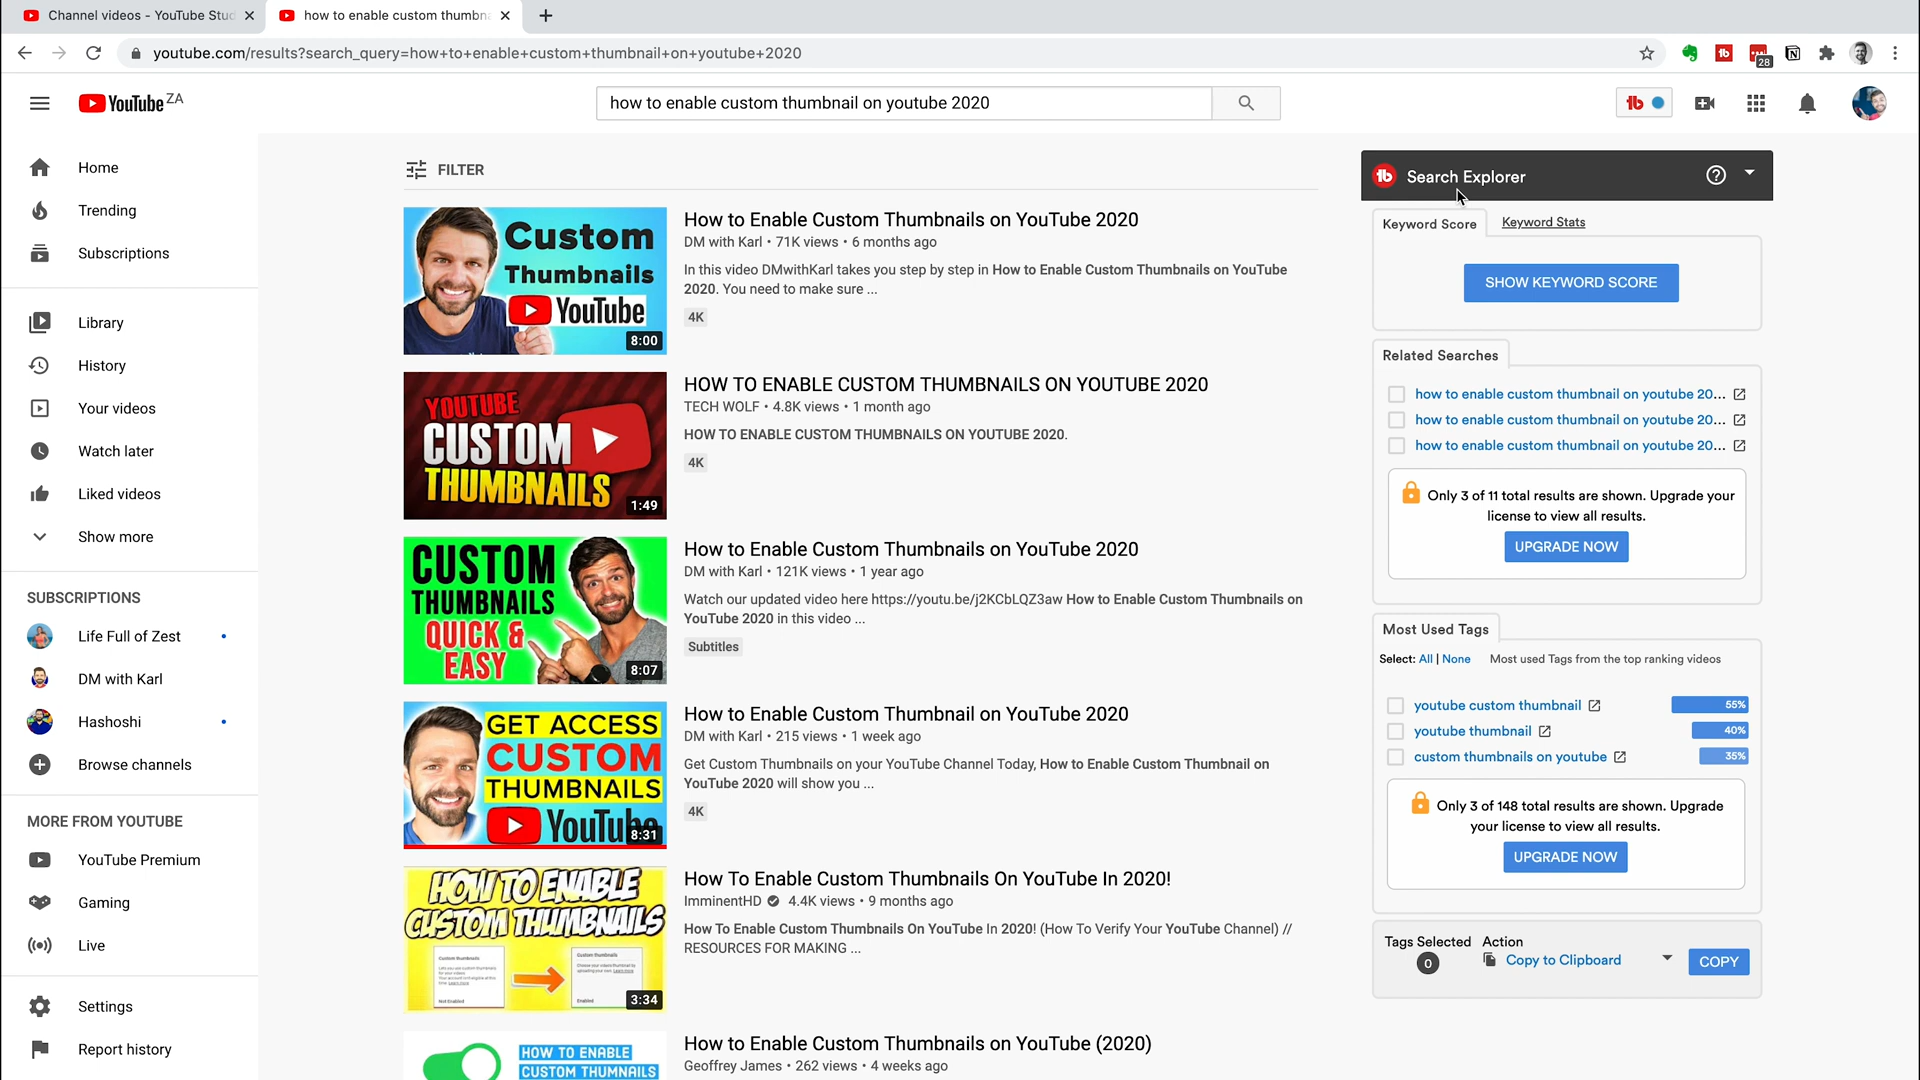 Channel videos - YouTube Stud
how to enable custom thumbna
youtube.com/results?search_query=how+to+enable+custom+thumbnail+on+youtube+2020
28
YouTube ZA
how to enable custom thumbnail on youtube 2020
Home
Trending
Subscriptions
Library
History
Your videos
Watch later
Liked videos
Show more
SUBSCRIPTIONS
Life Full of Zest
DM with Karl
Hashoshi
Browse channels
MORE FROM YOUTUBE
YouTube Premium
Gaming
Live
Settings
Report history
FILTER
Custom
Thumbnails
YouTube
8:00
How to Enable Custom Thumbnails on YouTube 2020
DM with Karl • 71K views • 6 months ago
In this video DMwithKarl takes you step by step in How to Enable Custom Thumbnails on YouTube
2020. You need to make sure ...
4K
YOUTUBE
CUSTOM
THUMBNAILS
1:49
HOW TO ENABLE CUSTOM THUMBNAILS ON YOUTUBE 2020
TECH WOLF • 4.8K views • 1 month ago
HOW TO ENABLE CUSTOM THUMBNAILS ON YOUTUBE 2020.
4K
CUSTOM
THUMBNAILS
QUICK &
EASY
8:07
How to Enable Custom Thumbnails on YouTube 2020
DM with Karl • 121K views • 1 year ago
Watch our updated video here https://youtu.be/j2KCbLQZ3aw How to Enable Custom Thumbnails on
YouTube 2020 in this video ...
Subtitles
GET ACCESS
CUSTOM
THUMBNAILS
YouTube
8:31
How to Enable Custom Thumbnail on YouTube 2020
DM with Karl • 215 views • 1 week ago
Get Custom Thumbnails on your YouTube Channel Today, How to Enable Custom Thumbnail on
YouTube 2020 will show you ...
4K
HOW TO ENABLE
CUSTOM THUMBNAILS
Custom thumbnails
Custom thumbnails
Not Enabled
Enabled
3:34
How To Enable Custom Thumbnails On YouTube In 2020!
ImminentHD 4.4K views • 9 months ago
How To Enable Custom Thumbnails On YouTube In 2020! (How To Verify Your YouTube Channel) //
RESOURCES FOR MAKING ...
HOW TO ENABLE
CUSTOM THUMNAILS
How to Enable Custom Thumbnails on YouTube (2020)
Geoffrey James • 262 views • 4 weeks ago
Search Explorer
Keyword Score
Keyword Stats
SHOW KEYWORD SCORE
Related Searches
how to enable custom thumbnail on youtube 20...
how to enable custom thumbnail on youtube 20...
how to enable custom thumbnail on youtube 20...
Only 3 of 11 total results are shown. Upgrade your
license to view all results.
UPGRADE NOW
Most Used Tags
Select: All | None Most used Tags from the top ranking videos
youtube custom thumbnail 55%
youtube thumbnail 40%
custom thumbnails on youtube 35%
Only 3 of 148 total results are shown. Upgrade
your license to view all results.
UPGRADE NOW
Tags Selected
0
Action
Copy to Clipboard
COPY